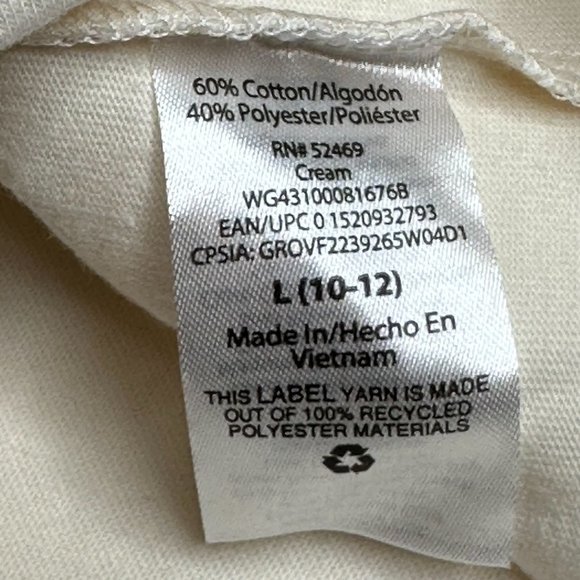 60% Cotton/Algodón
40% Polyester/Poliéster
RN# 52469
Cream
WG43100081676B
EAN/UPC 0 1520932793
CPSIA: GROVF2239265W04D1
L (10-12)
Made In/Hecho En
Vietnam
THIS LABEL YARN IS MADE
OUT OF 100% RECYCLED
POLYESTER MATERIALS